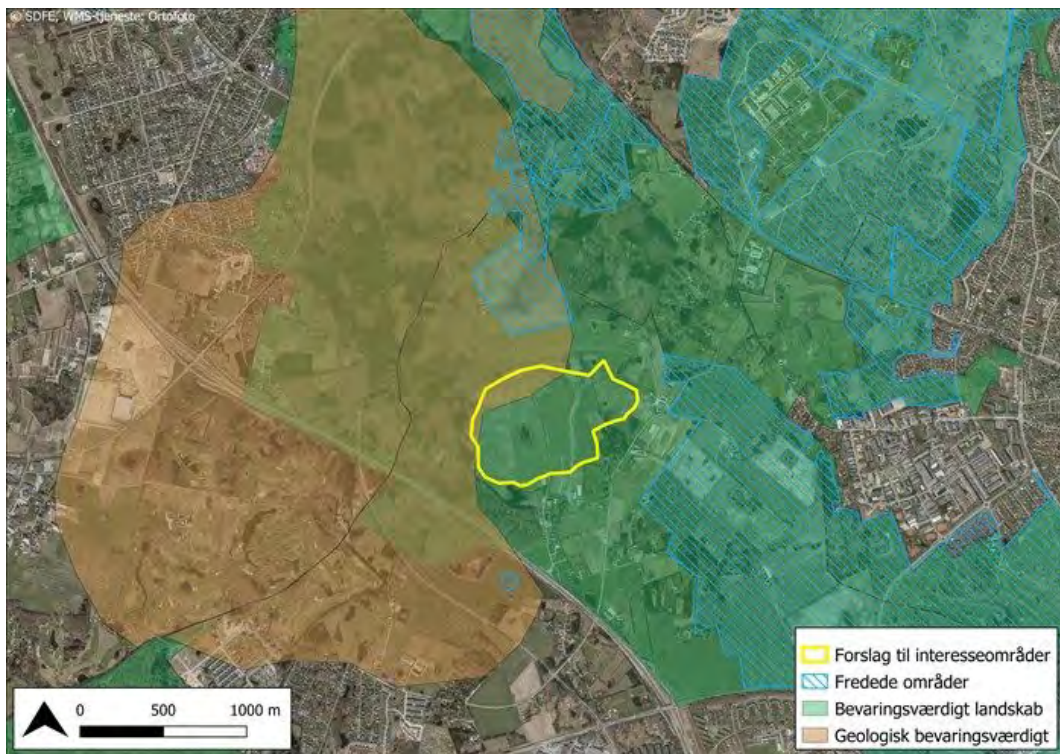 © SDFE, WMS-tjeneste: Ortofoto
Forslag til interesseområder
Fredede områder
Bevaringsværdigt landskab
Geologisk bevaringsværdigt
0 500 1000 m